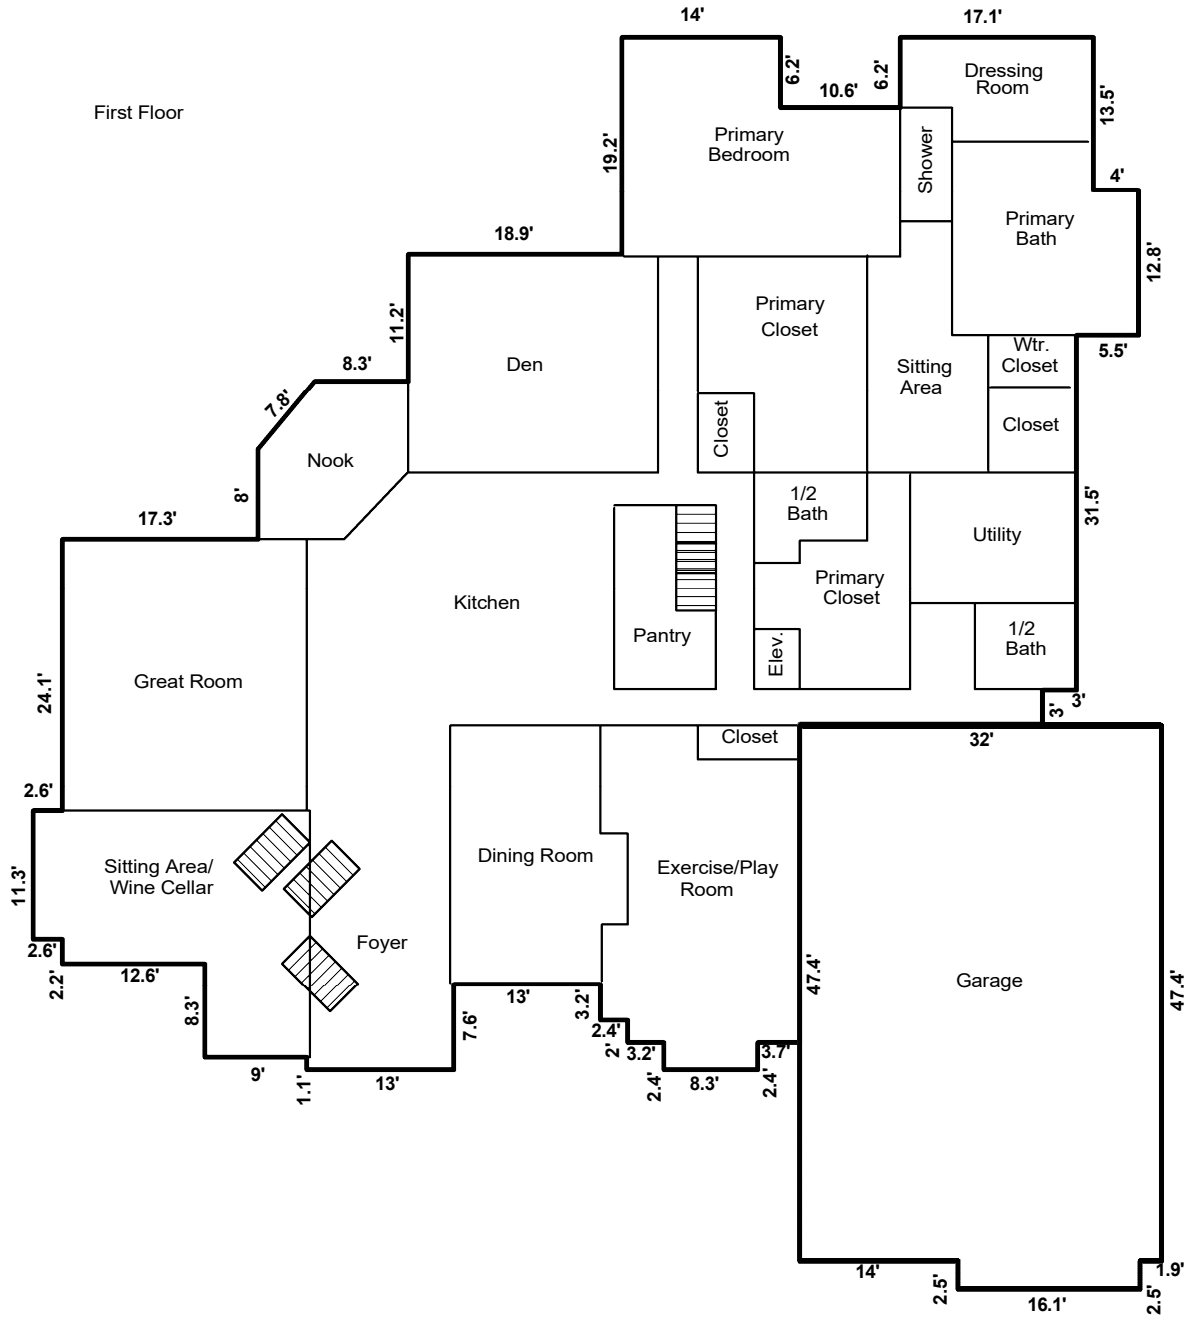 14'
17.1'
6.2'
6.2'
Dressing
Room
10.6'
13.5'
First Floor
Primary
Bedroom
19.2'
Shower
4'
Primary
Bath
18.9'
12.8'
11.2'
Primary
Closet
Wtr.
Closet
5.5'
8.3'
Den
Sitting
Area
7.8'
Closet
Closet
Nook
8'
1/2
Bath
31.5'
17.3'
Utility
Primary
Closet
Kitchen
Pantry
Elev.
1/2
Bath
Great Room
24.1'
3'
3'
Closet
32'
2.6'
Sitting Area/
Wine Cellar
Dining Room
Exercise/Play
Room
11.3'
Foyer
2.6'
2.2'
12.6'
8.3'
Garage
47.4'
47.4'
13'
3.2'
7.6'
2.4'
2'
3.2'
3.7'
9'
1.1'
13'
2.4'
8.3'
2.4'
14'
1.9'
2.5'
16.1'
2.5'